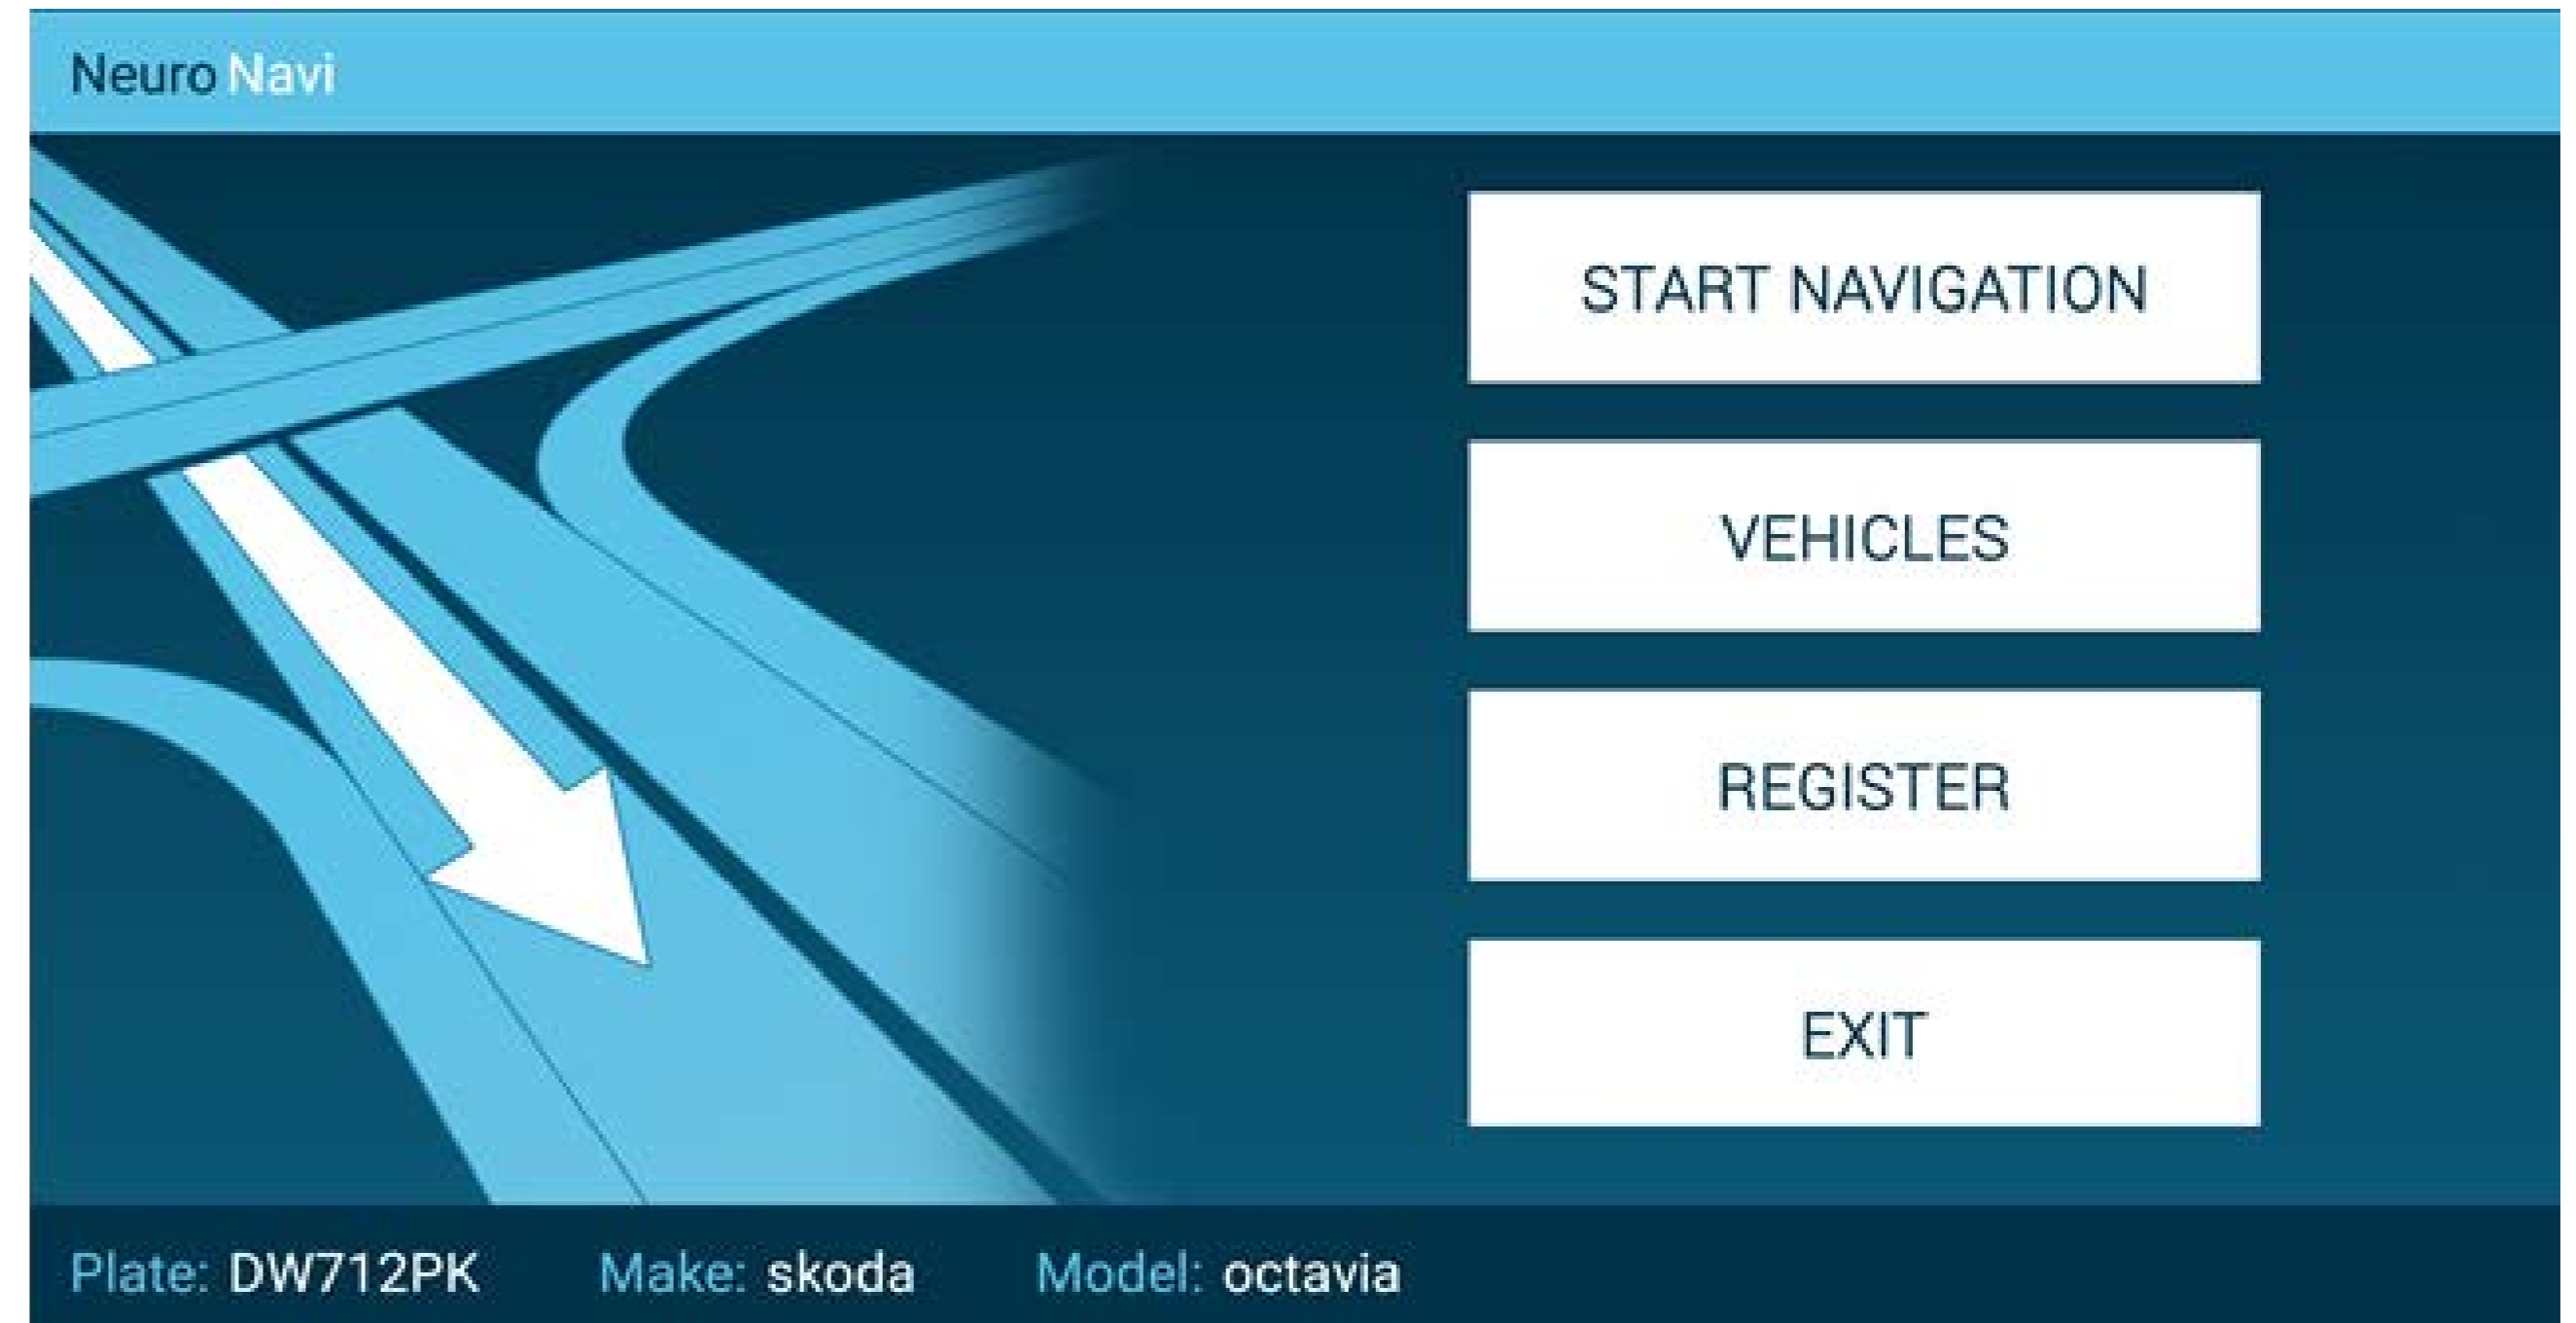 Neuro Navi
START NAVIGATION
VEHICLES
REGISTER
EXIT
Plate: DW712PK Make: skoda Model: octavia